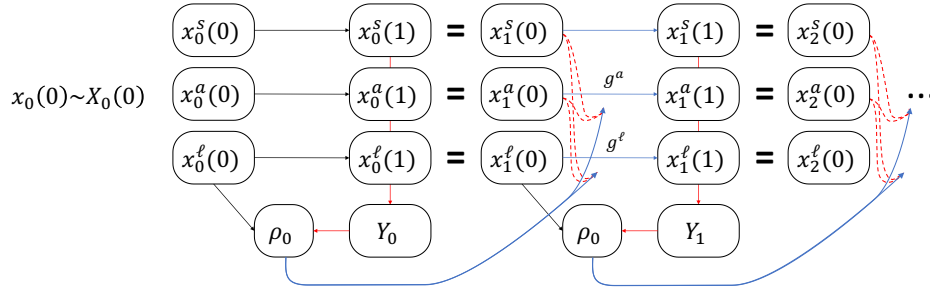 x_0^s(0) x_0^s(1) = x_1^s(0) x_1^s(1) = x_2^s(0)
x_0(0)~X_0(0) x_0^a(0) x_0^a(1) = x_1^a(0) g^a x_1^a(1) = x_2^a(0) ...
x_0^ℓ(0) x_0^ℓ(1) = x_1^ℓ(0) g^ℓ x_1^ℓ(1) = x_2^ℓ(0)
ρ_0 Y_0 ρ_0 Y_1